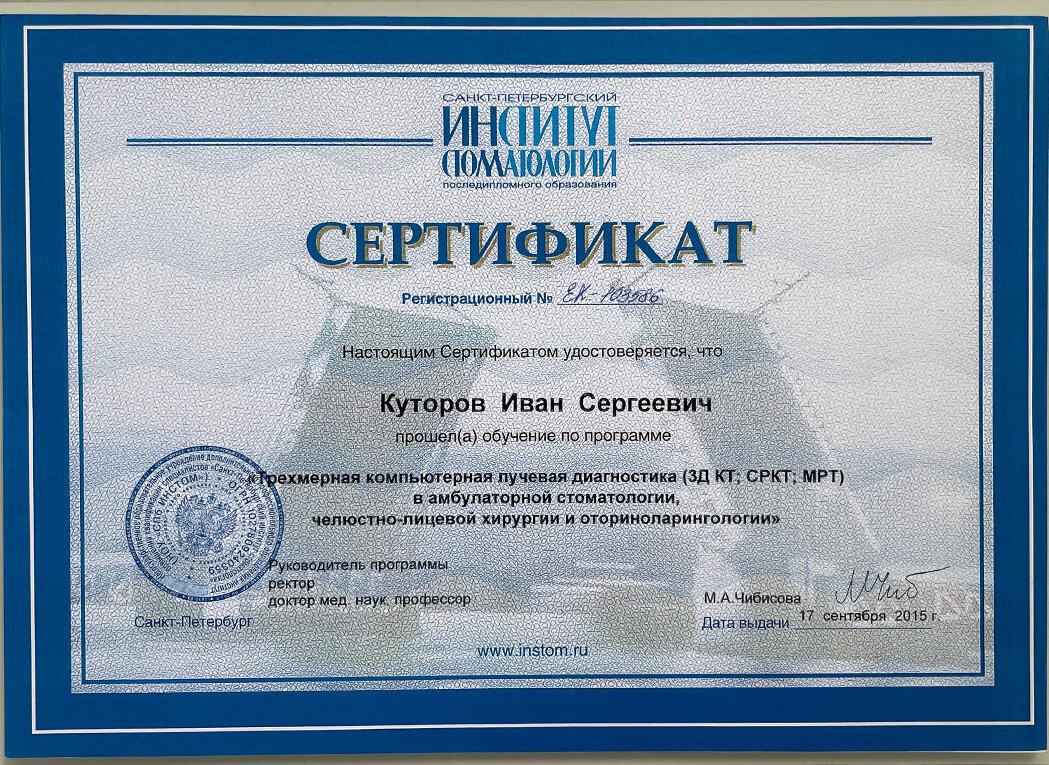 САНКТ-ПЕТЕРБУРГСКИЙ
ИНСТИТУТ
СТОМАТОЛОГИИ
последипломного образования
СЕРТИФИКАТ
Регистрационный № ЕК-103986
Настоящим Сертификатом удостоверяется, что
Куторов Иван Сергеевич
прошел(а) обучение по программе
«Трехмерная компьютерная лучевая диагностика (3Д КТ; СРКТ; МРТ)
в амбулаторной стоматологии,
челюстно-лицевой хирургии и оториноларингологии»
Руководитель программы
ректор
доктор мед. наук, профессор
М.А.Чибисова
Санкт-Петербург
Дата выдачи 17 сентября 2015 г.
www.instom.ru